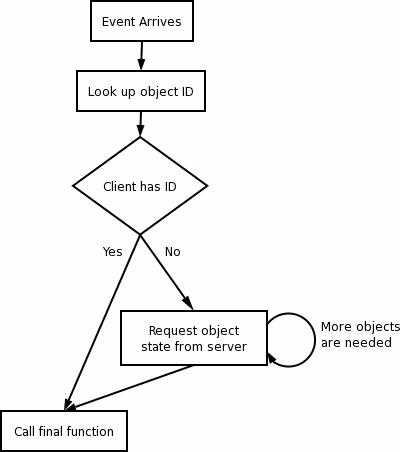 Event Arrives
Look up object ID
Client has ID
Yes
No
Request object
state from server
More objects
are needed
Call final function